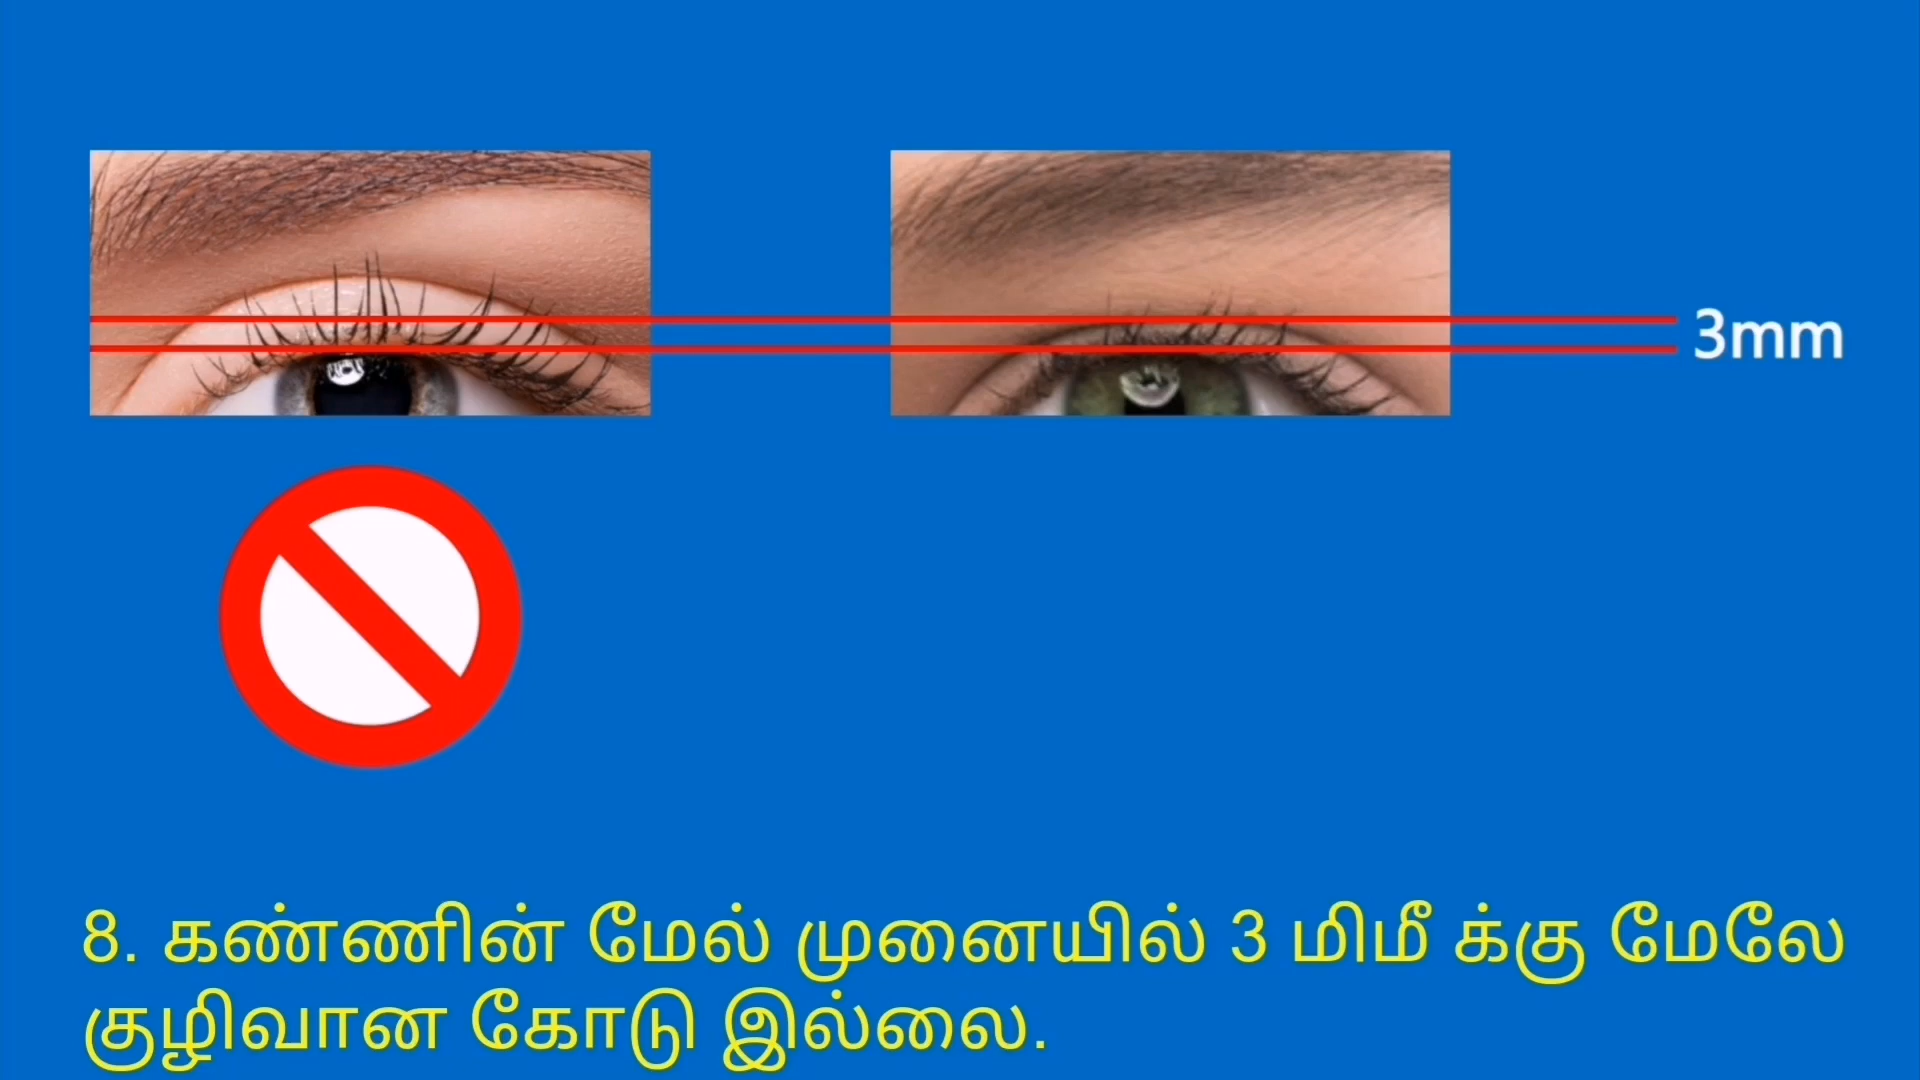 3mm
8. கண்ணின் மேல் முனையில் 3 மிமீ க்கு மேலே
குழிவான கோடு இல்லை.